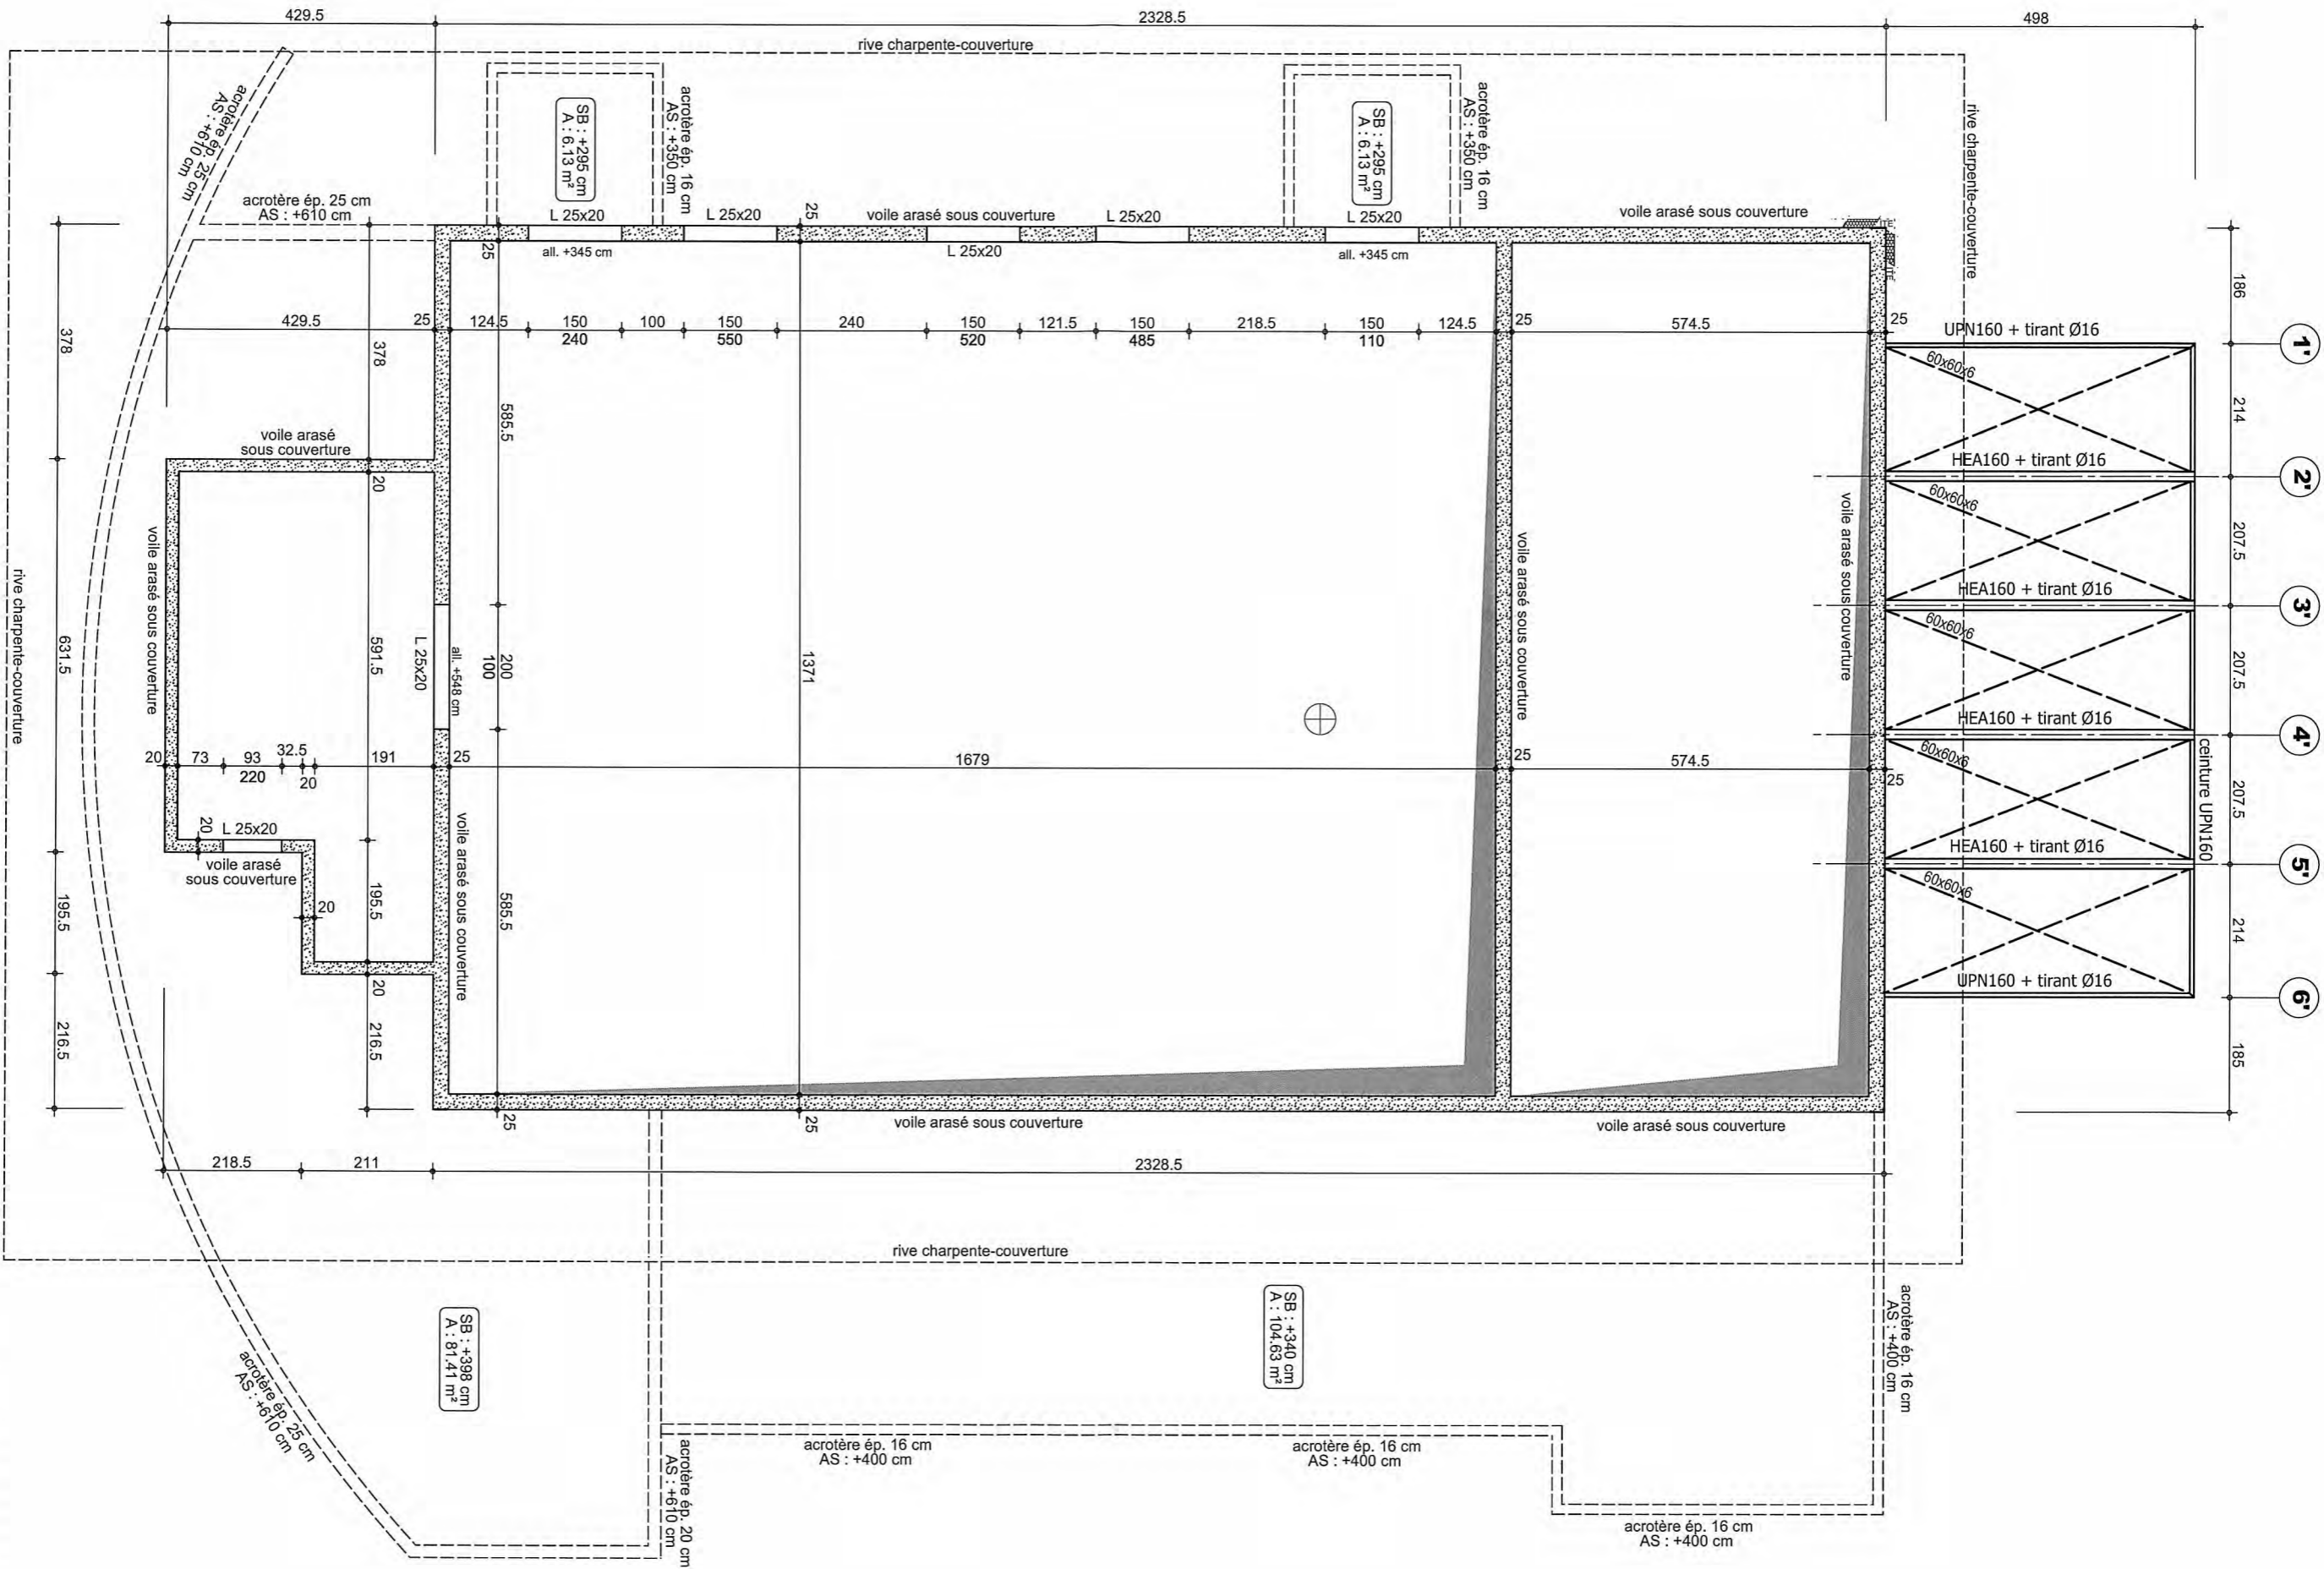 429.5
2328.5
498
rive charpente-couverture
acrotère ép. 25 cm
AS : +610 cm
SB : +295 cm
A : 6.13 m²
acrotère ép. 16 cm
AS : +350 cm
SB : +295 cm
A : 6.13 m²
acrotère ép. 16 cm
AS : +350 cm
rive charpente-couverture
acrotère ép. 25 cm
AS : +610 cm
L 25x20
L 25x20
25
voile arasé sous couverture
L 25x20
L 25x20
voile arasé sous couverture
ITE
ITE
25
all. +345 cm
L 25x20
all. +345 cm
186
378
429.5
25
124.5
150
240
100
150
550
240
150
520
121.5
150
485
218.5
150
110
124.5
25
574.5
25
UPN160 + tirant Ø16
1'
378
60x60x6
214
585.5
voile arasé
sous couverture
20
HEA160 + tirant Ø16
2'
60x60x6
voile arasé sous couverture
voile arasé sous couverture
voile arasé sous couverture
207.5
HEA160 + tirant Ø16
3'
rive charpente-couverture
60x60x6
631.5
591.5
L 25x20
all. +548 cm
200
100
1371
207.5
HEA160 + tirant Ø16
4'
60x60x6
ceinture UPN160
20
73
93
220
32.5
20
191
25
1679
25
574.5
25
207.5
20
L 25x20
voile arasé
sous couverture
voile arasé sous couverture
HEA160 + tirant Ø16
5'
60x60x6
195.5
20
195.5
585.5
214
20
UPN160 + tirant Ø16
6'
216.5
216.5
185
25
25
voile arasé sous couverture
voile arasé sous couverture
218.5
211
2328.5
rive charpente-couverture
SB : +398 cm
A : 81.41 m²
SB : +340 cm
A : 104.63 m²
acrotère ép. 16 cm
AS : +400 cm
acrotère ép. 25 cm
AS : +610 cm
acrotère ép. 20 cm
AS : +610 cm
acrotère ép. 16 cm
AS : +400 cm
acrotère ép. 16 cm
AS : +400 cm
acrotère ép. 16 cm
AS : +400 cm